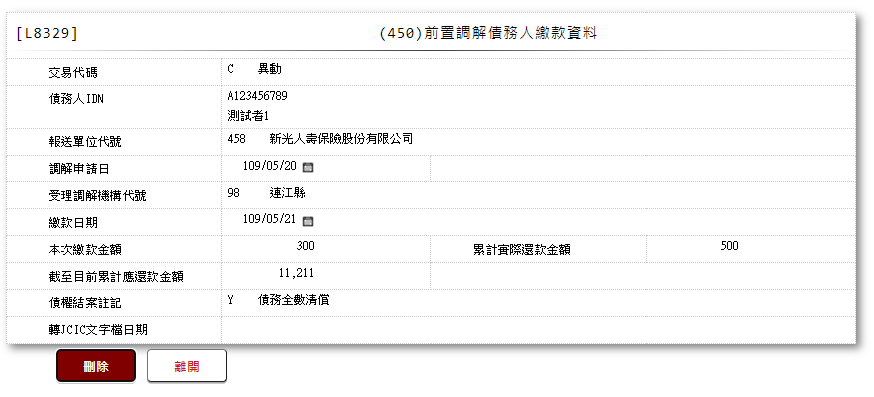 [L8329] (450)前置調解債務人繳款資料
交易代碼 C 異動
債務人IDN A123456789
測試者1
報送單位代號 458 新光人壽保險股份有限公司
調解申請日 109/05/20
受理調解機構代號 98 連江縣
繳款日期 109/05/21
本次繳款金額 300 累計實際還款金額 500
截至目前累計應還款金額 11,211
債權結案註記 Y 債務全數清償
轉JCIC文字檔日期
刪除 離開